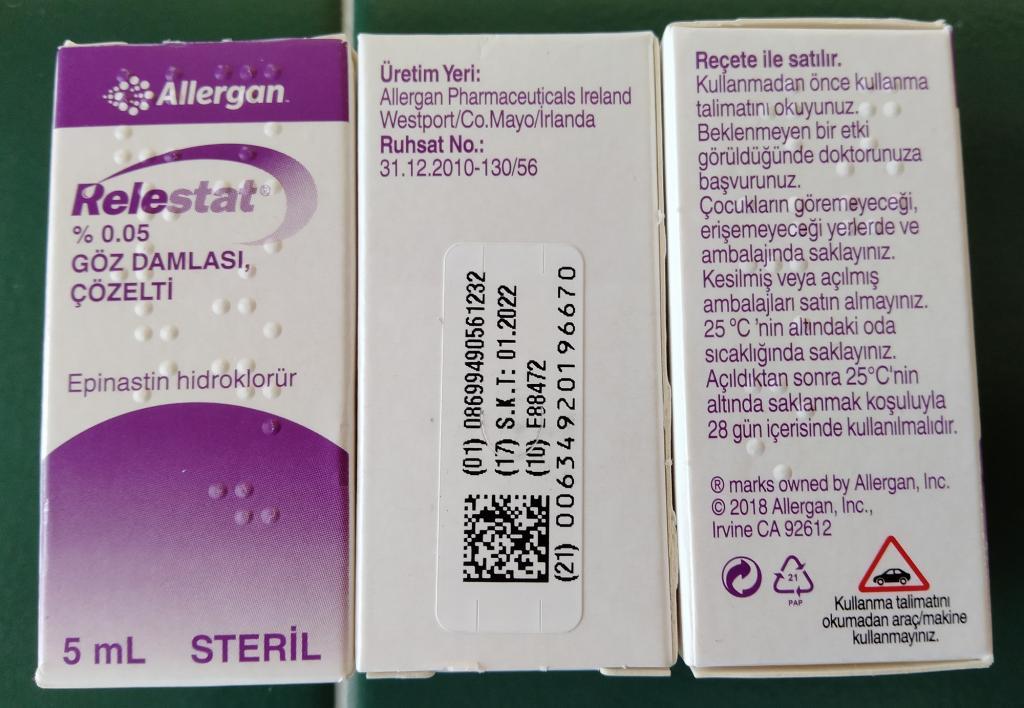 Allergan
Relestat®
% 0.05
GÖZ DAMLASI,
ÇÖZELTİ
Epinastin hidroklorür
5 mL STERİL
Üretim Yeri:
Allergan Pharmaceuticals Ireland
Westport/Co.Mayo/İrlanda
Ruhsat No.:
31.12.2010-130/56
(01) 08699490561232
(17) S.K.T: 01.2022
(10) E88472
(21) 00634920196670
Reçete ile satılır.
Kullanmadan önce kullanma
talimatını okuyunuz.
Beklenmeyen bir etki
görüldüğünde doktorunuza
başvurunuz.
Çocukların göremeyeceği,
erişemeyeceği yerlerde ve
ambalajında saklayınız.
Kesilmiş veya açılmış
ambalajları satın almayınız.
25 °C 'nin altındaki oda
sıcaklığında saklayınız.
Açıldıktan sonra 25°C'nin
altında saklanmak koşuluyla
28 gün içerisinde kullanılmalıdır.
® marks owned by Allergan, Inc.
© 2018 Allergan, Inc.,
Irvine CA 92612
21
PAP
Kullanma talimatını
okumadan araç/makine
kullanmayınız.